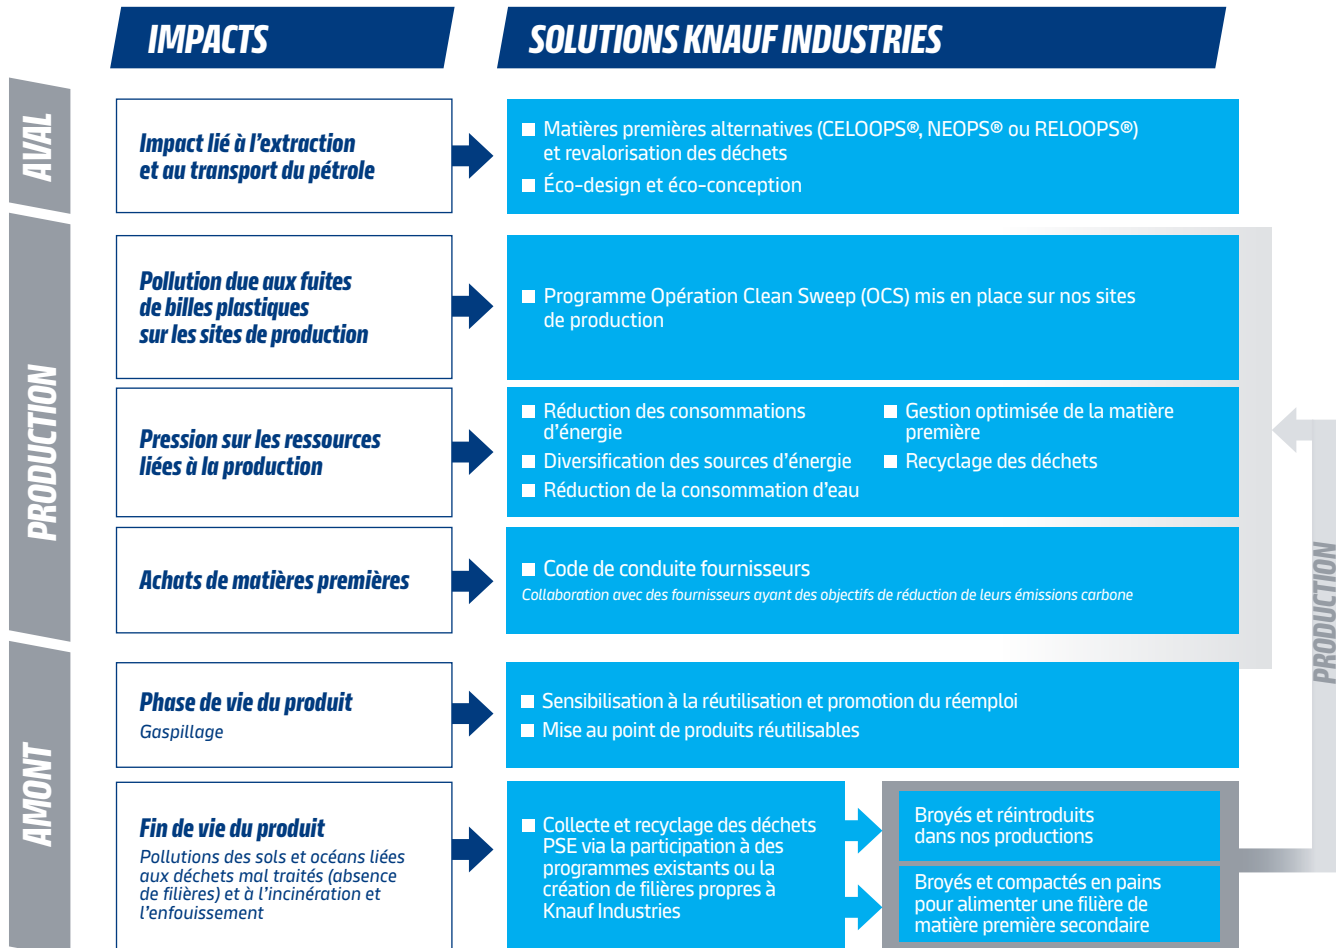 IMPACTS
SOLUTIONS KNAUF INDUSTRIES
AVAL
Impact lié à l’extraction
et au transport du pétrole
■ Matières premières alternatives (CELOOPS®, NEOPS® ou RELOOPS®)
et revalorisation des déchets
■ Éco-design et éco-conception
PRODUCTION
Pollution due aux fuites
de billes plastiques
sur les sites de production
■ Programme Opération Clean Sweep (OCS) mis en place sur nos sites
de production
Pression sur les ressources
liées à la production
■ Réduction des consommations
d’énergie
■ Diversification des sources d’énergie
■ Réduction de la consommation d’eau
■ Gestion optimisée de la matière
première
■ Recyclage des déchets
Achats de matières premières
■ Code de conduite fournisseurs
Collaboration avec des fournisseurs ayant des objectifs de réduction de leurs émissions carbone
AMONT
Phase de vie du produit
Gaspillage
■ Sensibilisation à la réutilisation et promotion du réemploi
■ Mise au point de produits réutilisables
Fin de vie du produit
Pollutions des sols et océans liées
aux déchets mal traités (absence
de filières) et à l’incinération et
l’enfouissement
■ Collecte et recyclage des déchets
PSE via la participation à des
programmes existants ou la
création de filières propres à
Knauf Industries
Broyés et réintroduits
dans nos productions
Broyés et compactés en pains
pour alimenter une filière de
matière première secondaire
PRODUCTION